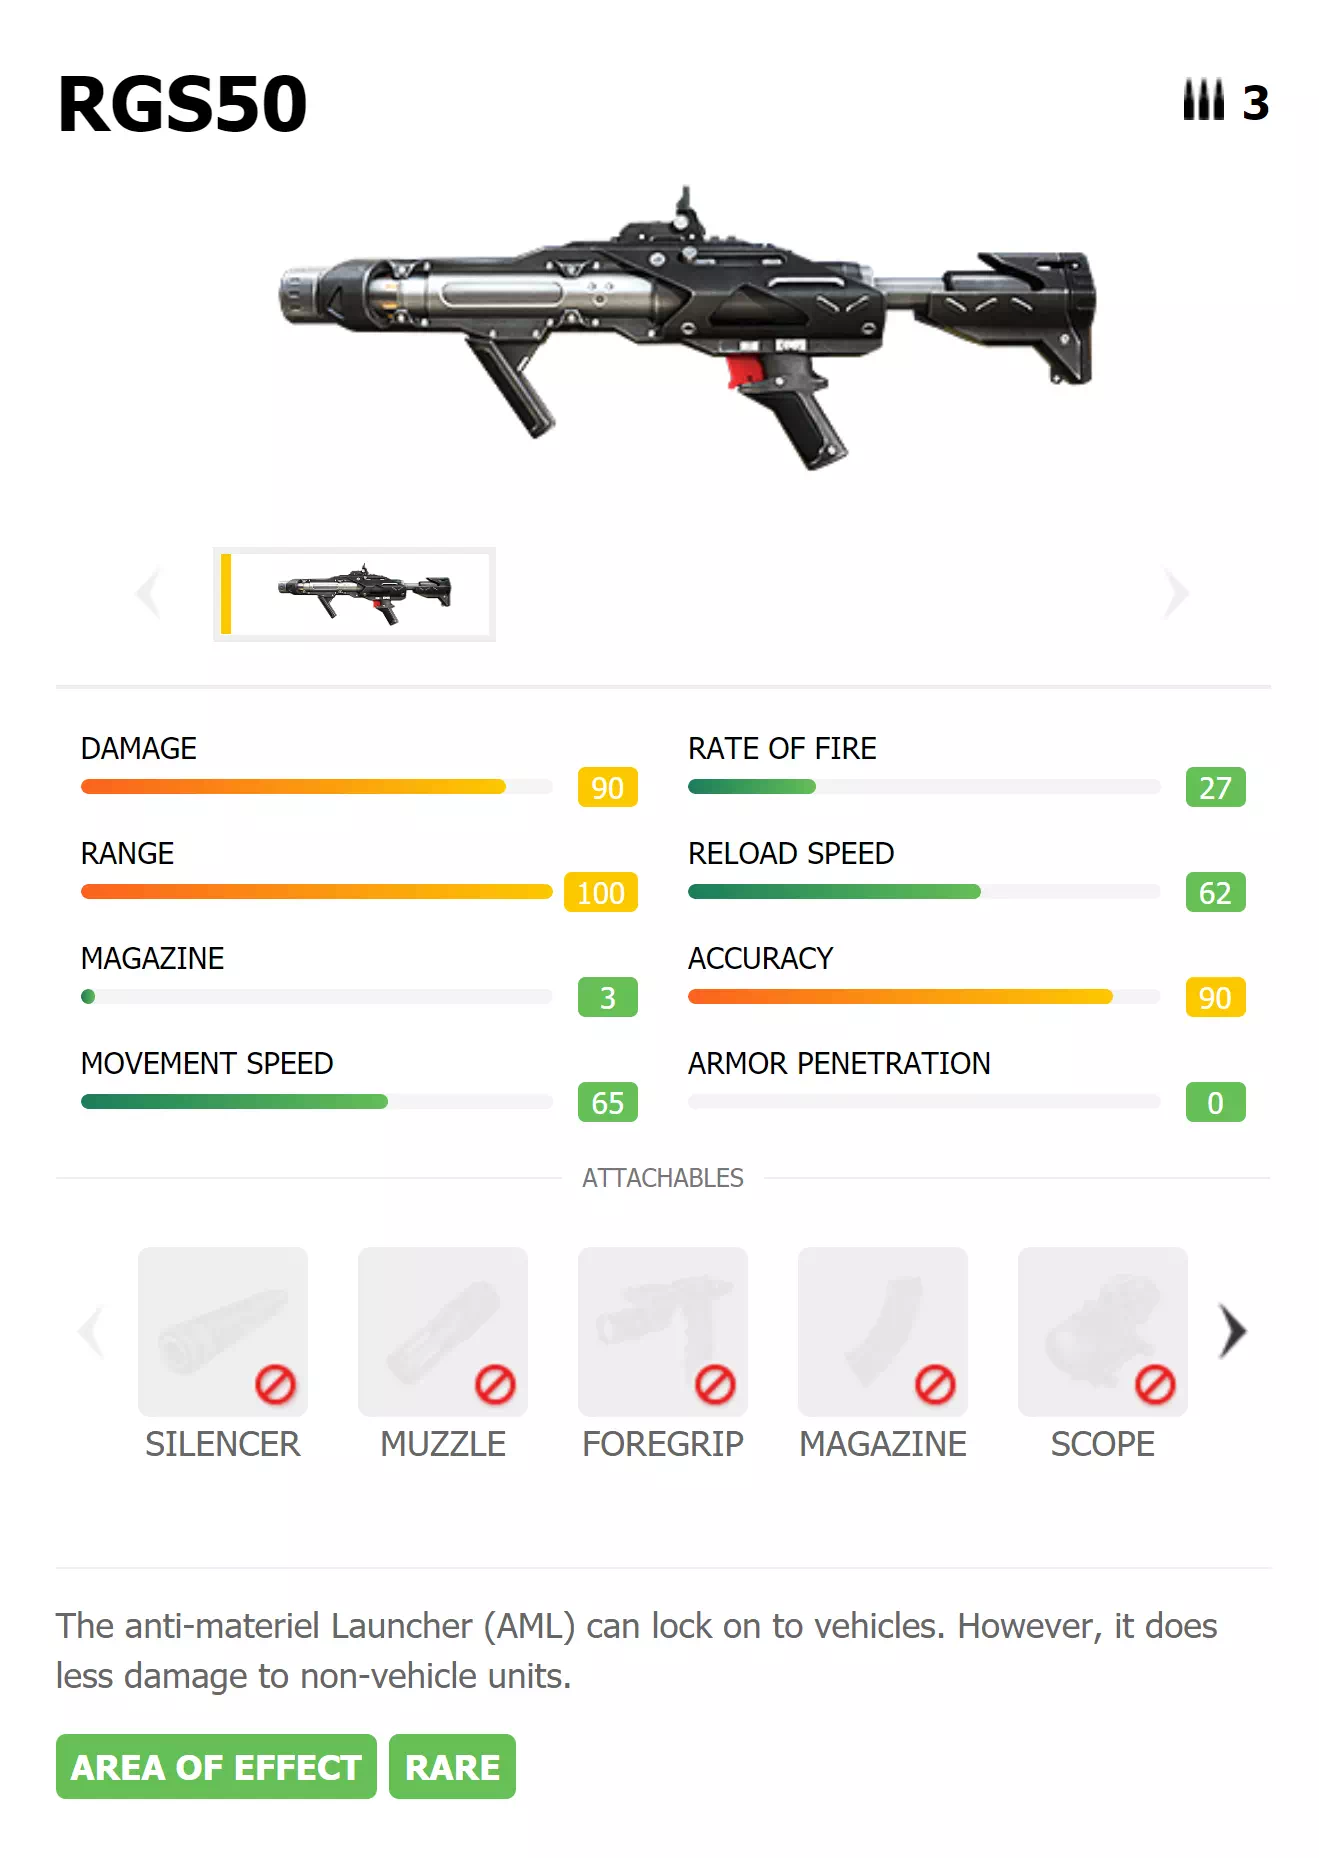 RGS50
3
DAMAGE
90
RATE OF FIRE
27
RANGE
100
RELOAD SPEED
62
MAGAZINE
3
ACCURACY
90
MOVEMENT SPEED
65
ARMOR PENETRATION
0
ATTACHABLES
SILENCER
MUZZLE
FOREGRIP
MAGAZINE
SCOPE
The anti-materiel Launcher (AML) can lock on to vehicles. However, it does
less damage to non-vehicle units.
AREA OF EFFECT
RARE